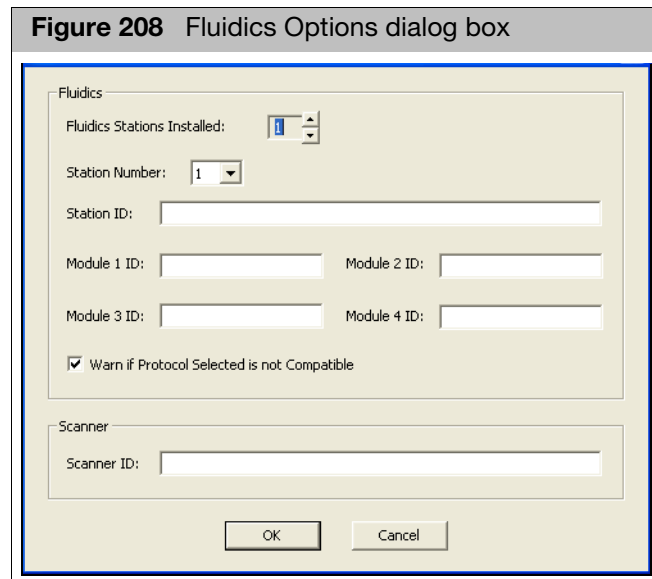 Figure 208 Fluidics Options dialog box
Fluidics
Fluidics Stations Installed: 1
Station Number: 1
Station ID:
Module 1 ID: Module 2 ID:
Module 3 ID: Module 4 ID:
Warn if Protocol Selected is not Compatible
Scanner
Scanner ID:
OK Cancel